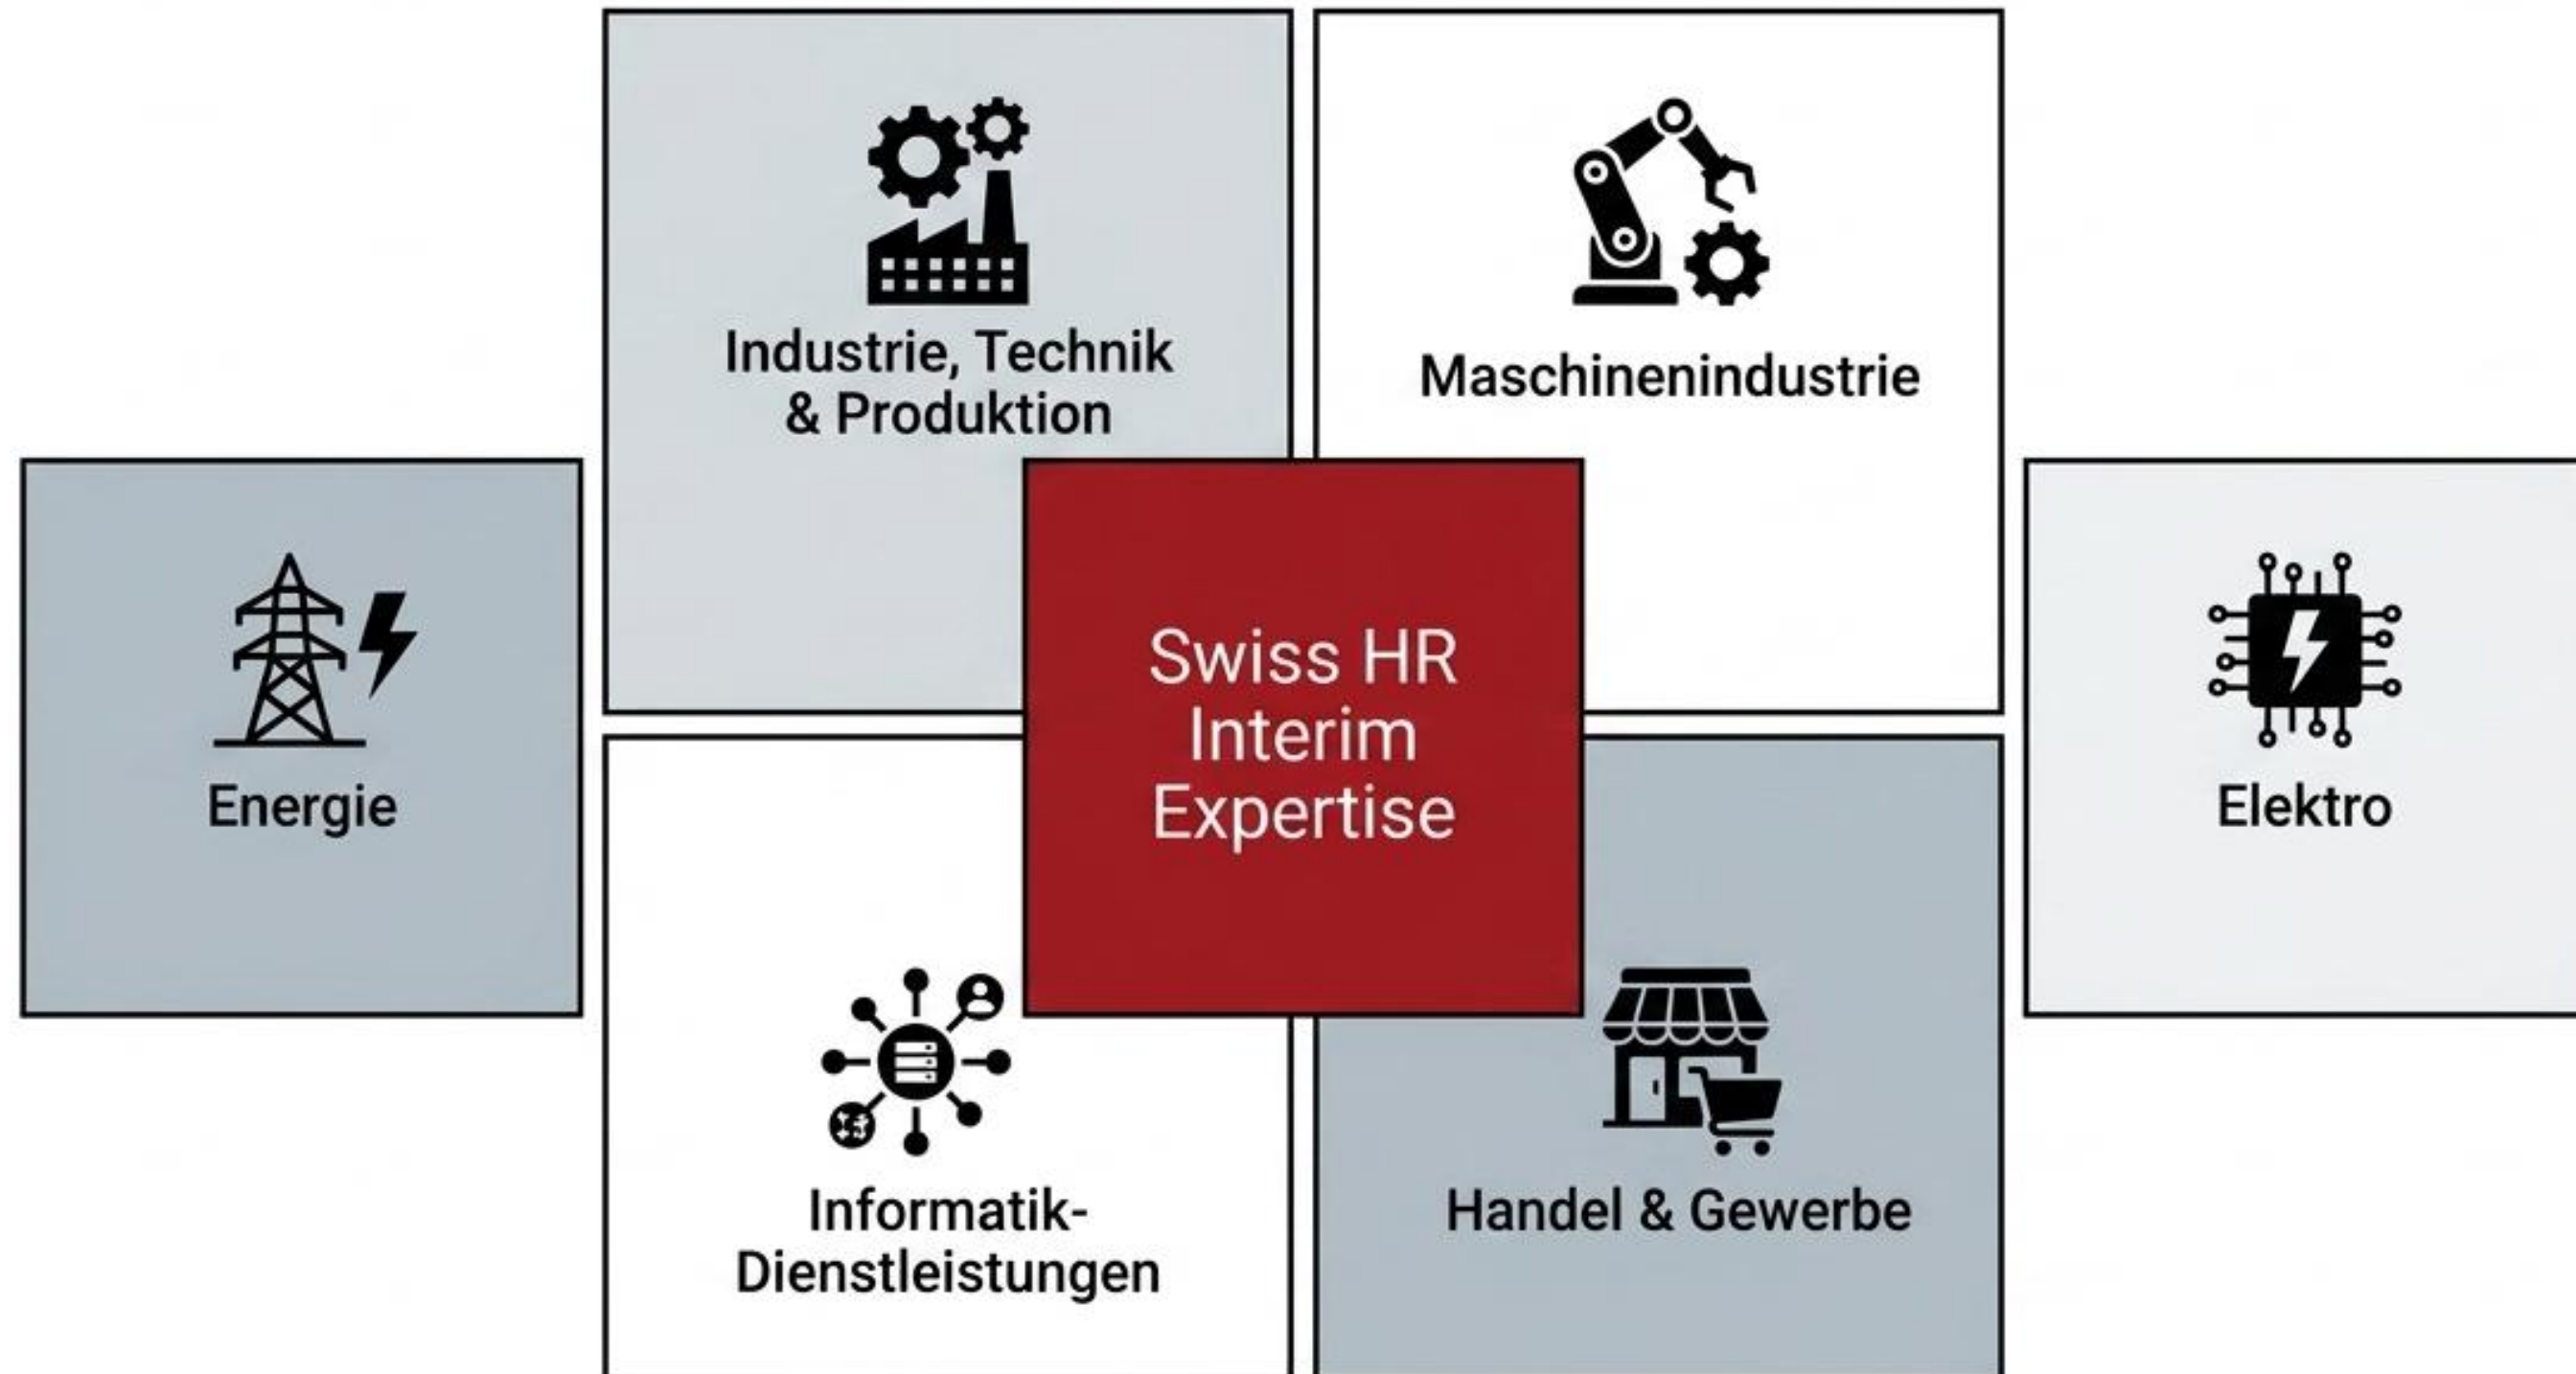 Industrie, Technik
& Produktion
Maschinenindustrie
Energie
Swiss HR
Interim
Expertise
Elektro
Informatik-
Dienstleistungen
Handel & Gewerbe